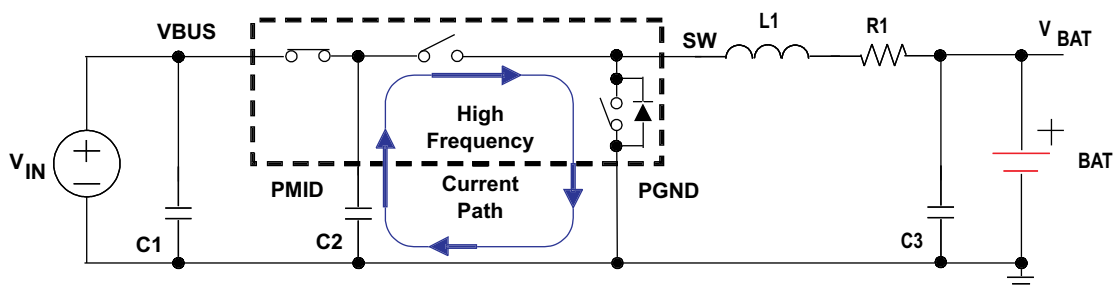 VBUS
SW
L1
R1
V BAT
High
Frequency
Current
Path
V IN
+
−
PMID
PGND
+
BAT
C1
C2
C3